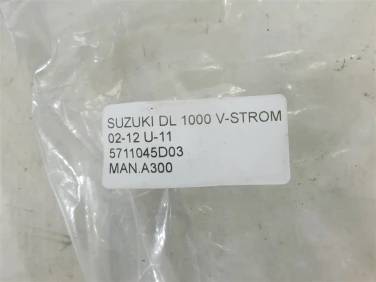 SUZUKI DL 1000 V-STROM
02-12 U-11
5711045D03
MAN.A300